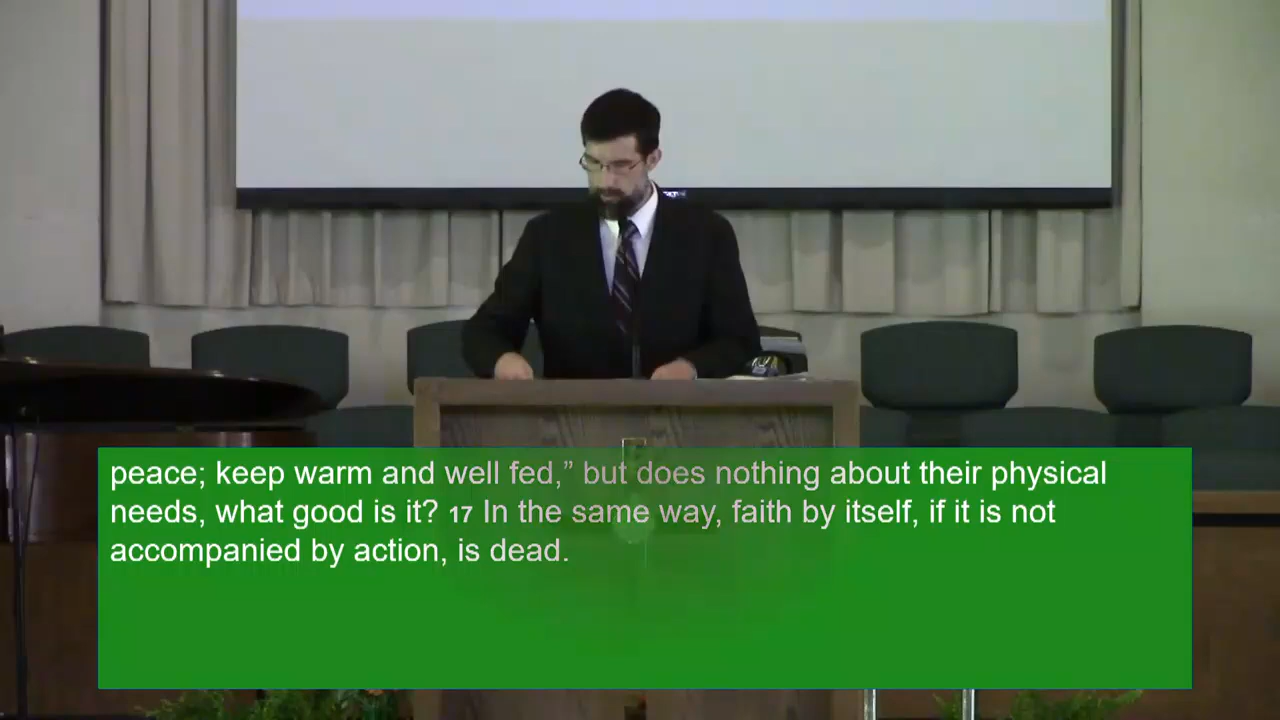 peace; keep warm and well fed,” but does nothing about their physical
needs, what good is it? 17 In the same way, faith by itself, if it is not
accompanied by action, is dead.